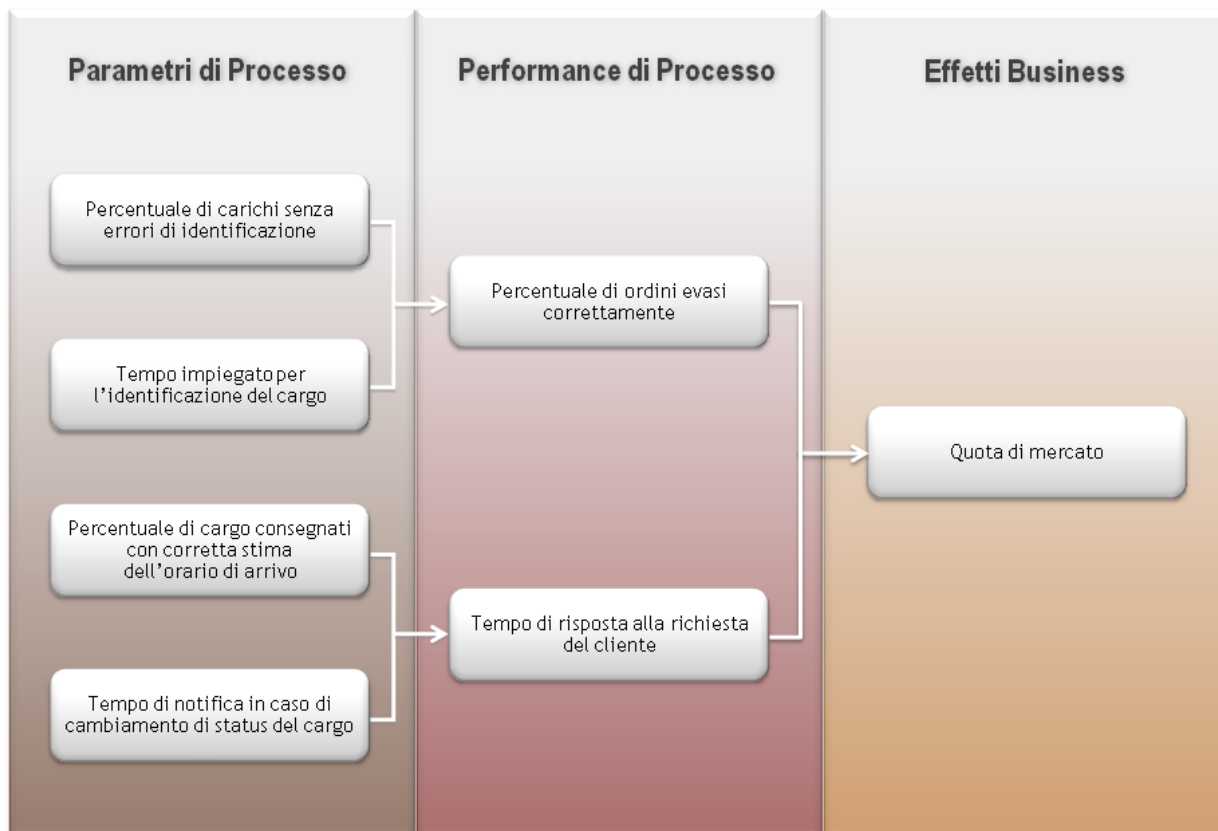 Parametri di Processo
Performance di Processo
Effetti Business
Percentuale di carichi senza
errori di identificazione
Tempo impiegato per
l'identificazione del cargo
Percentuale di cargo consegnati
con corretta stima
dell'orario di arrivo
Tempo di notifica in caso di
cambiamento di status del cargo
Percentuale di ordini evasi
correttamente
Tempo di risposta alla richiesta
del cliente
Quota di mercato